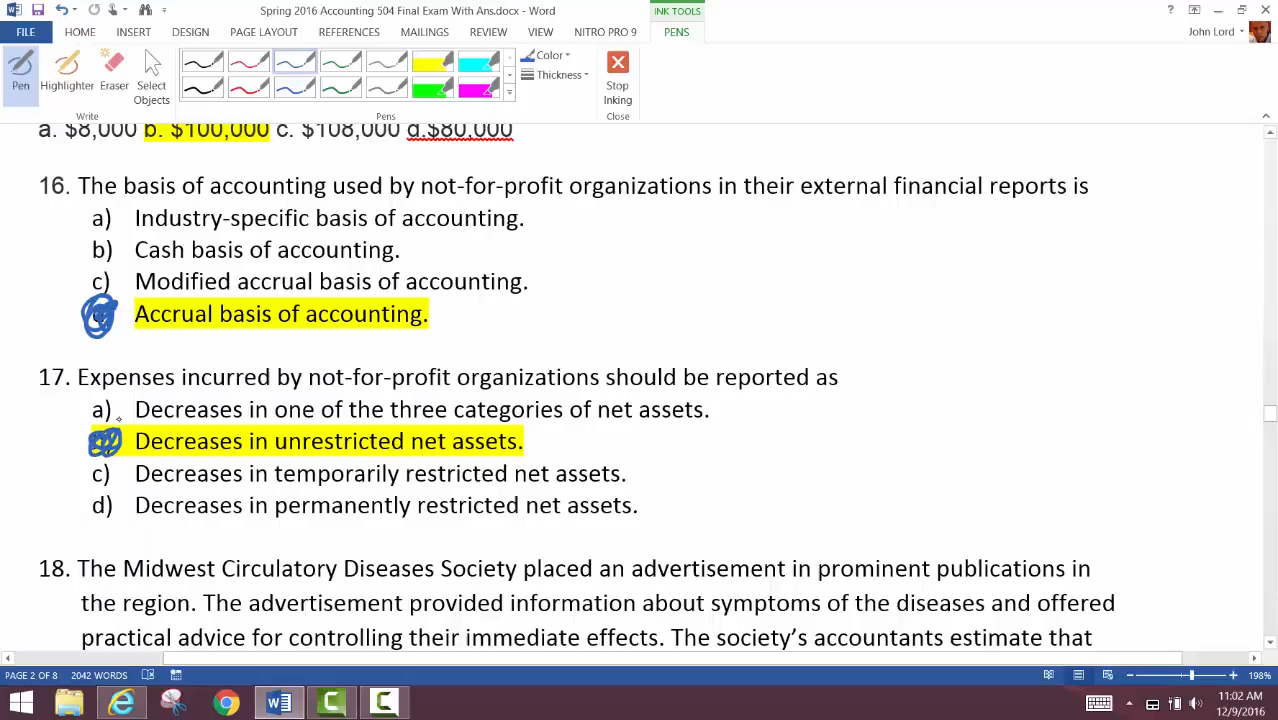 Spring 2016 Accounting 504 Final Exam With Ans.docx - Word
INK TOOLS
FILE HOME INSERT DESIGN PAGE LAYOUT REFERENCES MAILINGS REVIEW VIEW NITRO PRO 9 PENS
John Lord
Pen Highlighter Eraser Select Objects
Color
Thickness
Stop Inking
Write Pens Close
a. $8,000 b. $100,000 c. $108,000 d.$80,000
16. The basis of accounting used by not-for-profit organizations in their external financial reports is
a) Industry-specific basis of accounting.
b) Cash basis of accounting.
c) Modified accrual basis of accounting.
Accrual basis of accounting.
17. Expenses incurred by not-for-profit organizations should be reported as
a) Decreases in one of the three categories of net assets.
Decreases in unrestricted net assets.
c) Decreases in temporarily restricted net assets.
d) Decreases in permanently restricted net assets.
18. The Midwest Circulatory Diseases Society placed an advertisement in prominent publications in
the region. The advertisement provided information about symptoms of the diseases and offered
practical advice for controlling their immediate effects. The society's accountants estimate that
PAGE 2 OF 8 2042 WORDS 198%
11:02 AM
12/9/2016